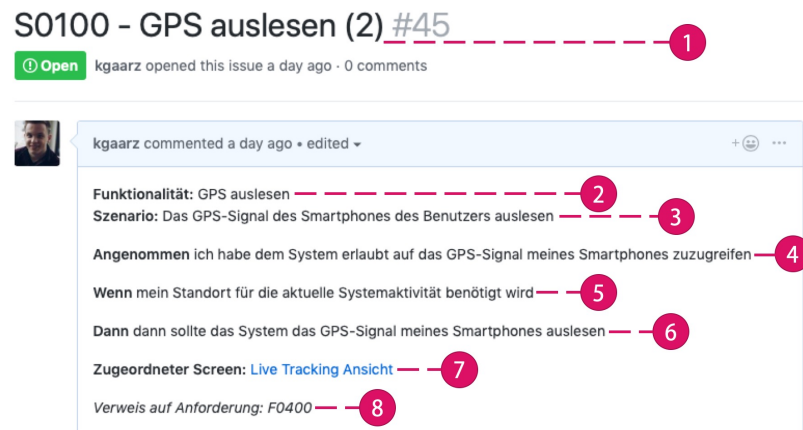 S0100 - GPS auslesen (2) #45
1
Open kgaarz opened this issue a day ago · 0 comments
kgaarz commented a day ago • edited
Funktionalität: GPS auslesen 2
Szenario: Das GPS-Signal des Smartphones des Benutzers auslesen 3
Angenommen ich habe dem System erlaubt auf das GPS-Signal meines Smartphones zuzugreifen 4
Wenn mein Standort für die aktuelle Systemaktivität benötigt wird 5
Dann dann sollte das System das GPS-Signal meines Smartphones auslesen 6
Zugeordneter Screen: Live Tracking Ansicht 7
Verweis auf Anforderung: F0400 8